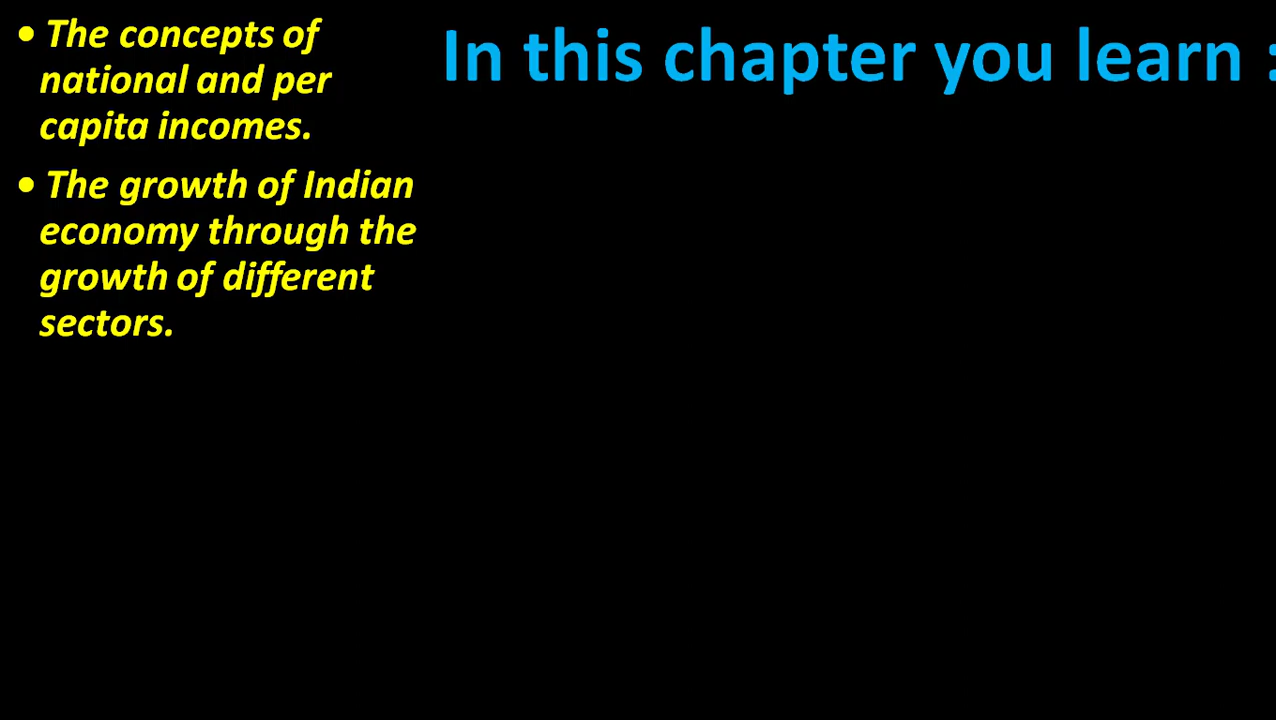 In this chapter you learn :
• The concepts of
national and per
capita incomes.
• The growth of Indian
economy through the
growth of different
sectors.